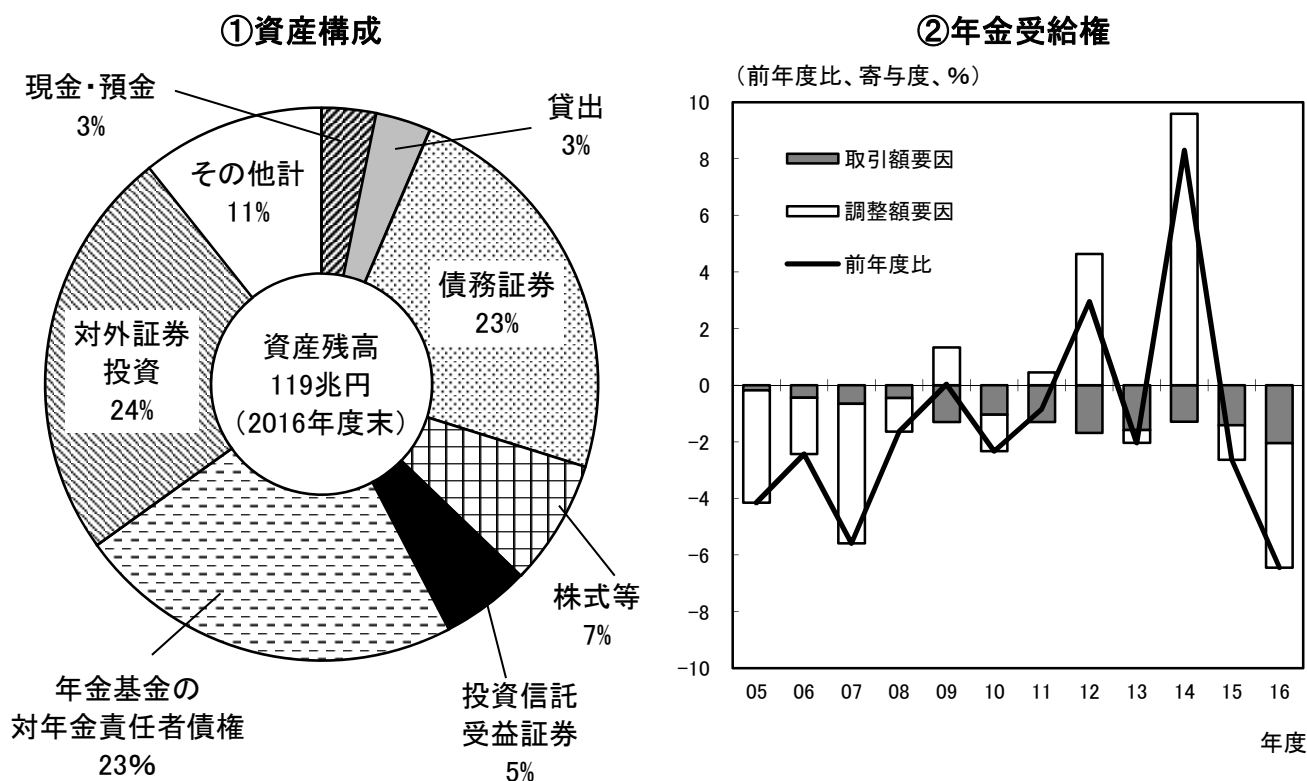 ①資産構成
現金・預金
3%
貸出
3%
その他計
11%
債務証券
23%
対外証券
投資
24%
資産残高
119兆円
(2016年度末)
株式等
7%
年金基金の
対年金責任者債権
23%
投資信託
受益証券
5%
②年金受給権
(前年度比、寄与度、%)
10
8
6
4
2
0
-2
-4
-6
-8
-10
取引額要因
調整額要因
前年度比
05 06 07 08 09 10 11 12 13 14 15 16
年度